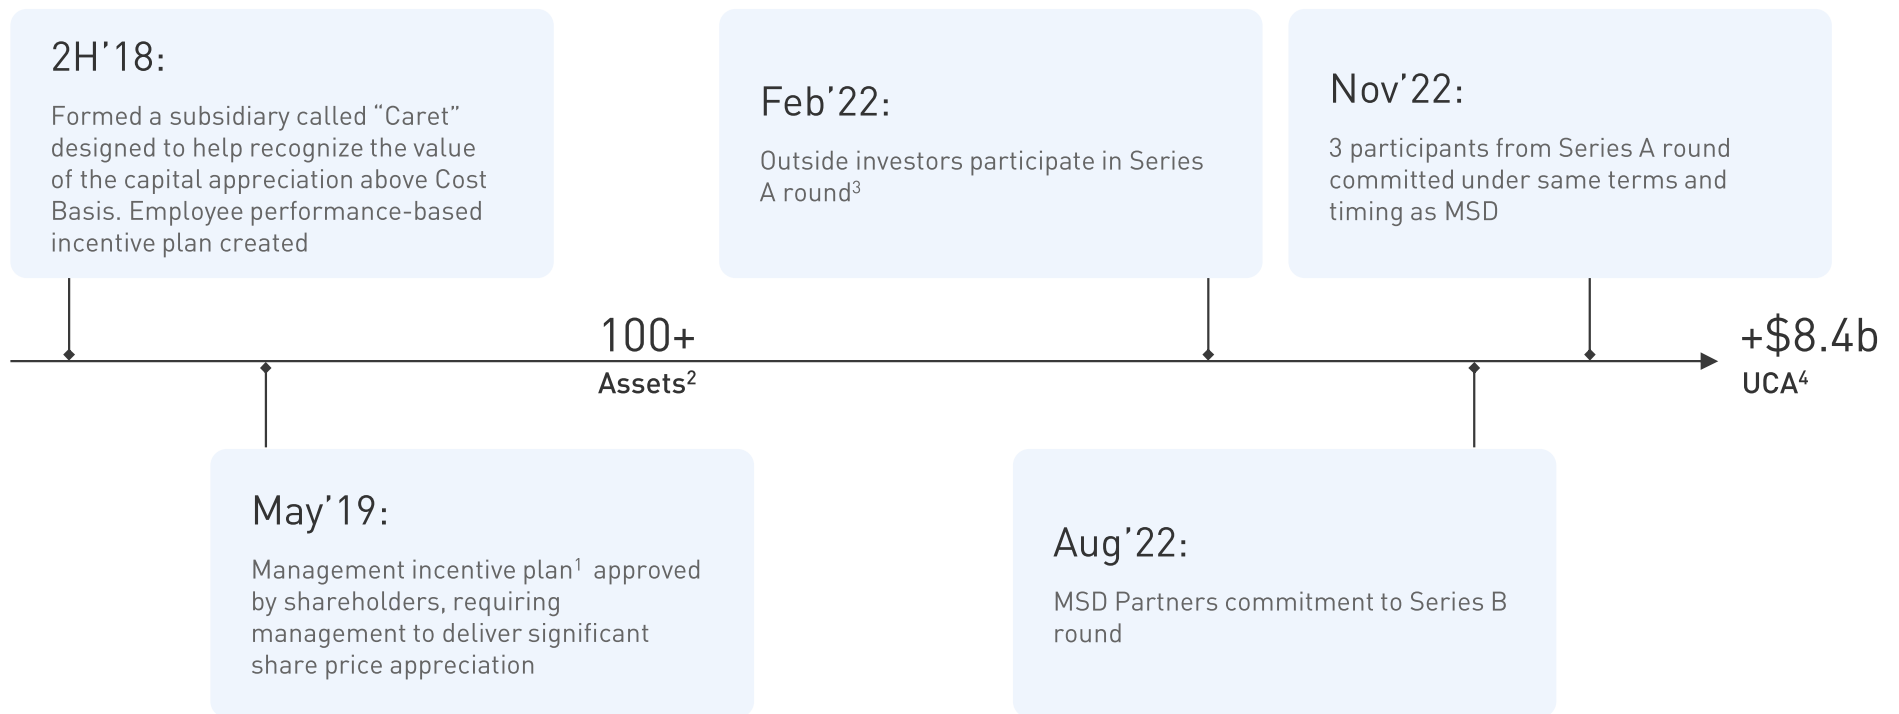 2H’18:
Formed a subsidiary called “Caret”
designed to help recognize the value
of the capital appreciation above Cost
Basis. Employee performance-based
incentive plan created
Feb’22:
Outside investors participate in Series
A round³
Nov’22:
3 participants from Series A round
committed under same terms and
timing as MSD
100+
Assets²
+$8.4b
UCA⁴
May’19:
Management incentive plan¹ approved
by shareholders, requiring
management to deliver significant
share price appreciation
Aug’22:
MSD Partners commitment to Series B
round